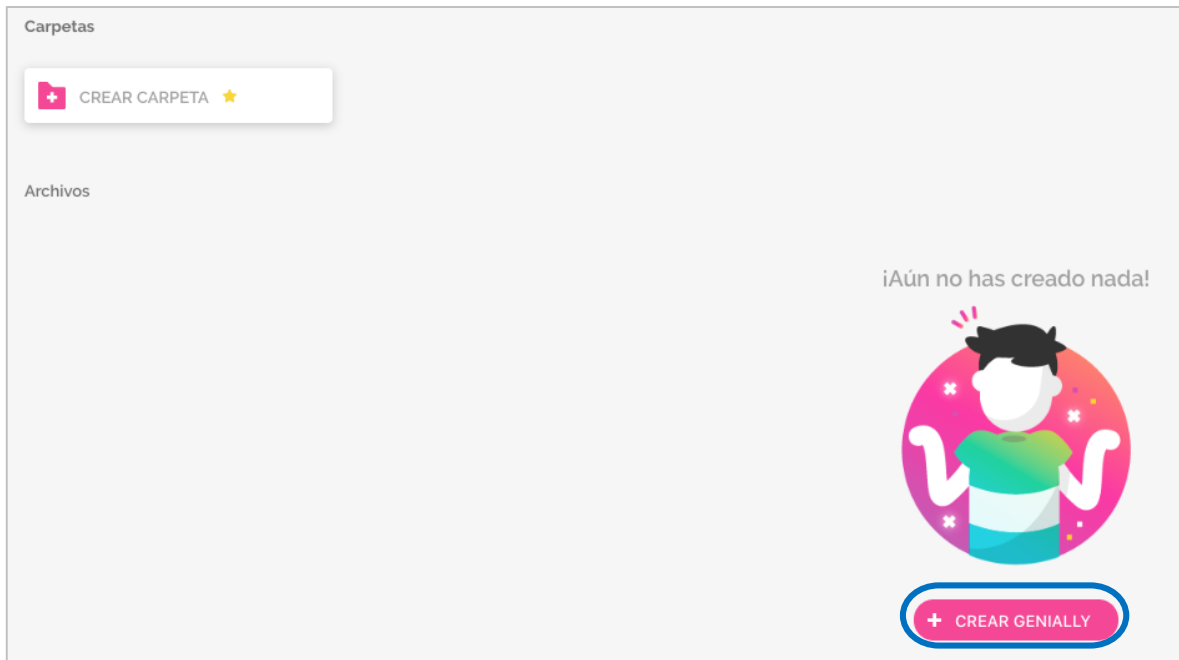 Carpetas
CREAR CARPETA
Archivos
¡Aún no has creado nada!
+ CREAR GENIALLY